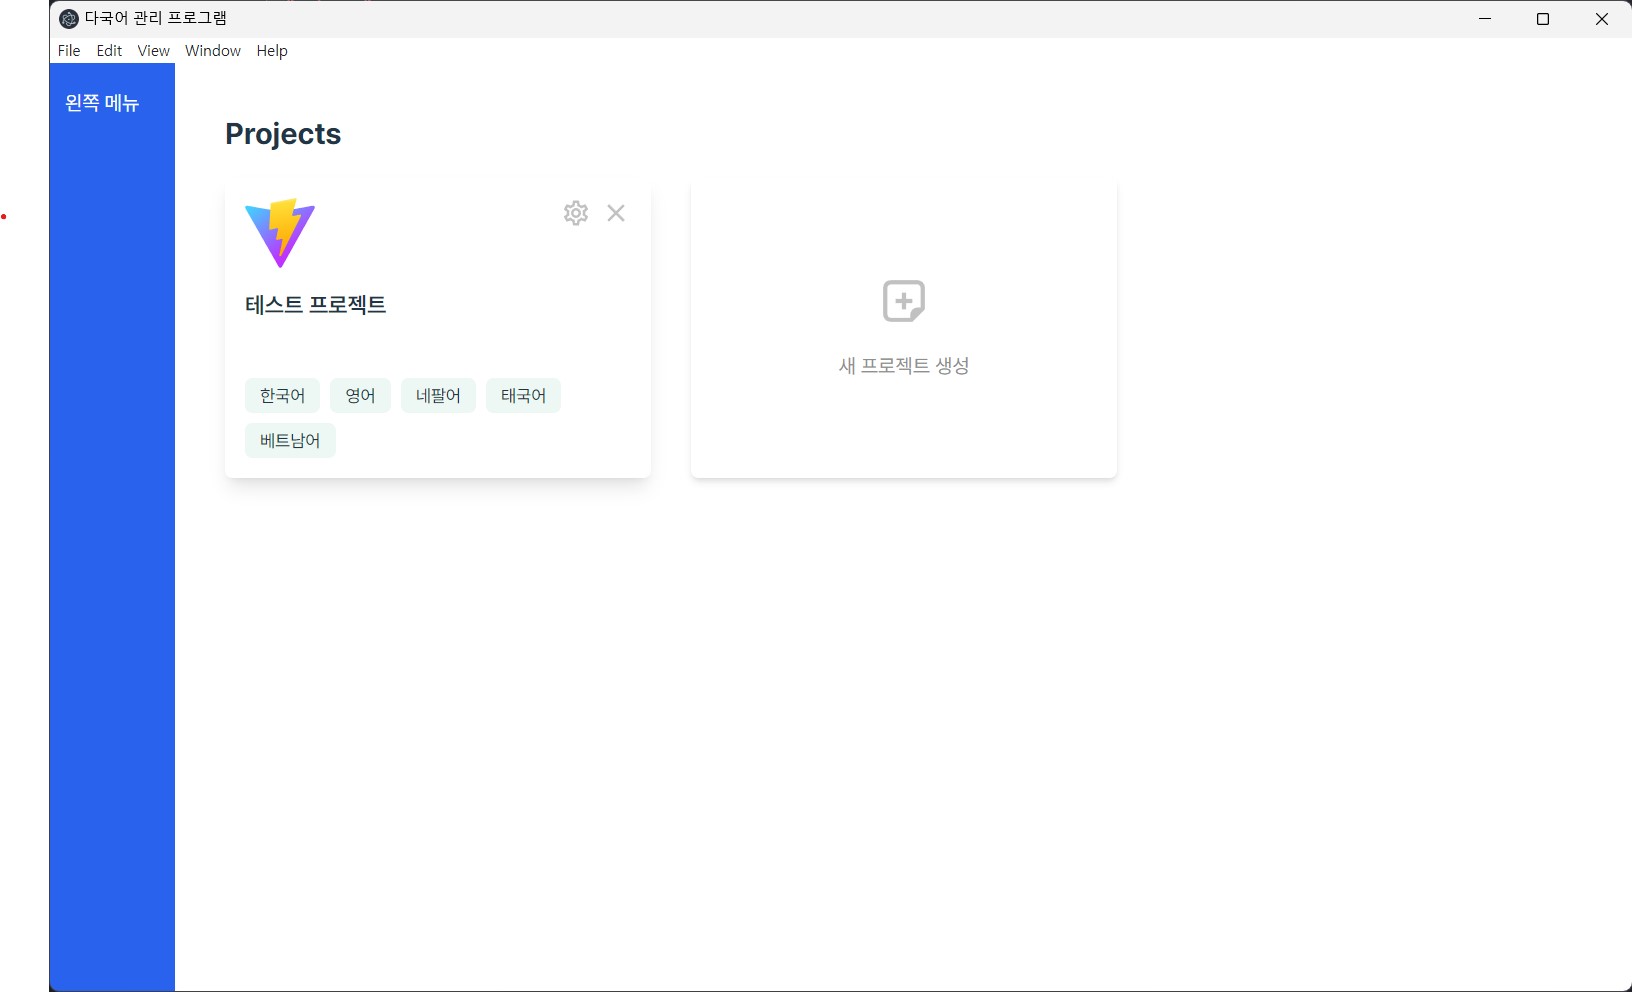 다국어 관리 프로그램
File Edit View Window Help
왼쪽 메뉴
Projects
테스트 프로젝트
한국어 영어 네팔어 태국어
베트남어
새 프로젝트 생성